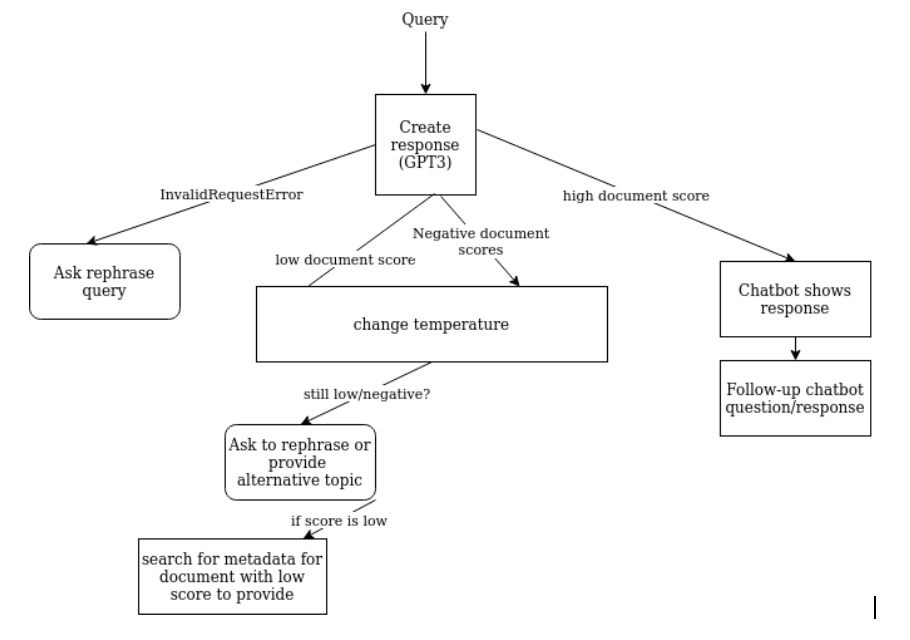 Query
Create
response
(GPT3)
InvalidRequestError
high document score
Negative document
scores
low document score
Ask rephrase
query
Chatbot shows
response
change temperature
Follow-up chatbot
question/response
still low/negative?
Ask to rephrase or
provide
alternative topic
if score is low
search for metadata for
document with low
score to provide